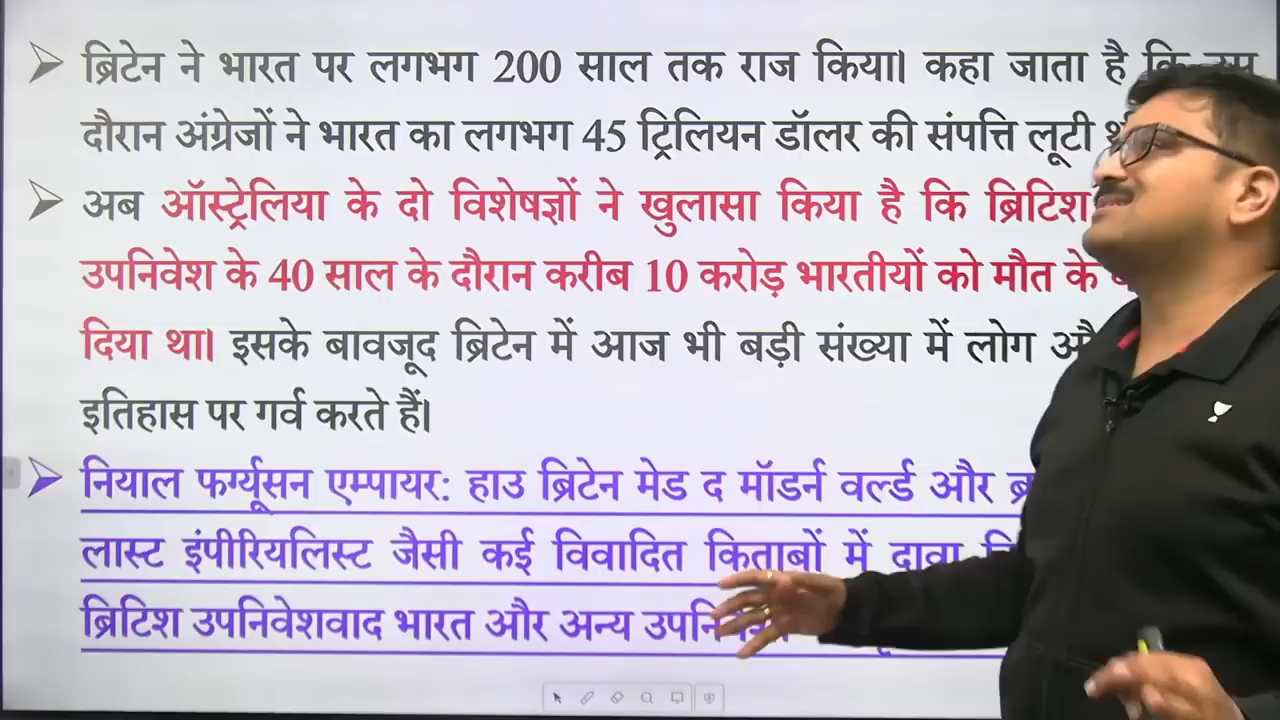 ब्रिटेन ने भारत पर लगभग 200 साल तक राज किया। कहा जाता है कि
दौरान अंग्रेजों ने भारत का लगभग 45 ट्रिलियन डॉलर की संपत्ति लूटी
अब ऑस्ट्रेलिया के दो विशेषज्ञों ने खुलासा किया है कि ब्रिटिश
उपनिवेश के 40 साल के दौरान करीब 10 करोड़ भारतीयों को मौत के
दिया था। इसके बावजूद ब्रिटेन में आज भी बड़ी संख्या में लोग
इतिहास पर गर्व करते हैं।
नियाल फर्ग्यूसन एम्पायर: हाउ ब्रिटेन मेड द मॉडर्न वर्ल्ड और
लास्ट इंपीरियलिस्ट जैसी कई विवादित किताबों में दावा
ब्रिटिश उपनिवेशवाद भारत और अन्य